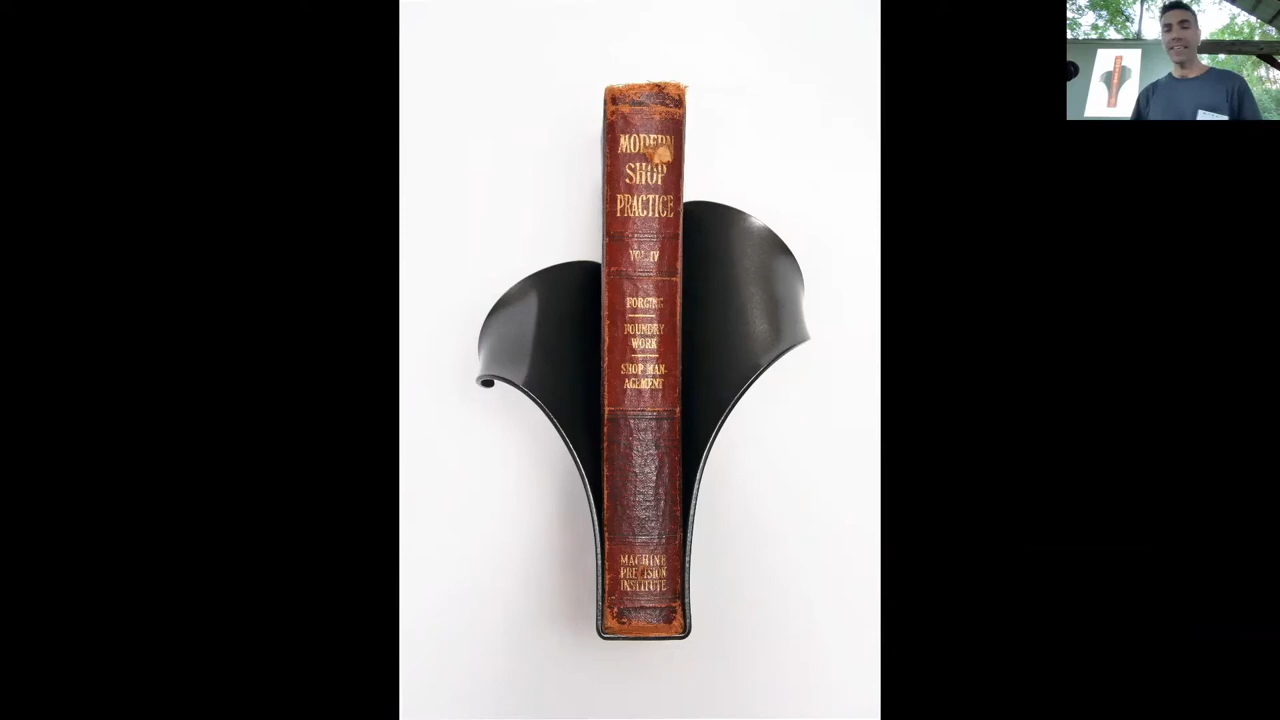 MODERN
SHOP
PRACTICE
VOL. IV
FORGING
FOUNDRY
WORK
SHOP MAN-
AGEMENT
MACHINE
PRECISION
INSTITUTE